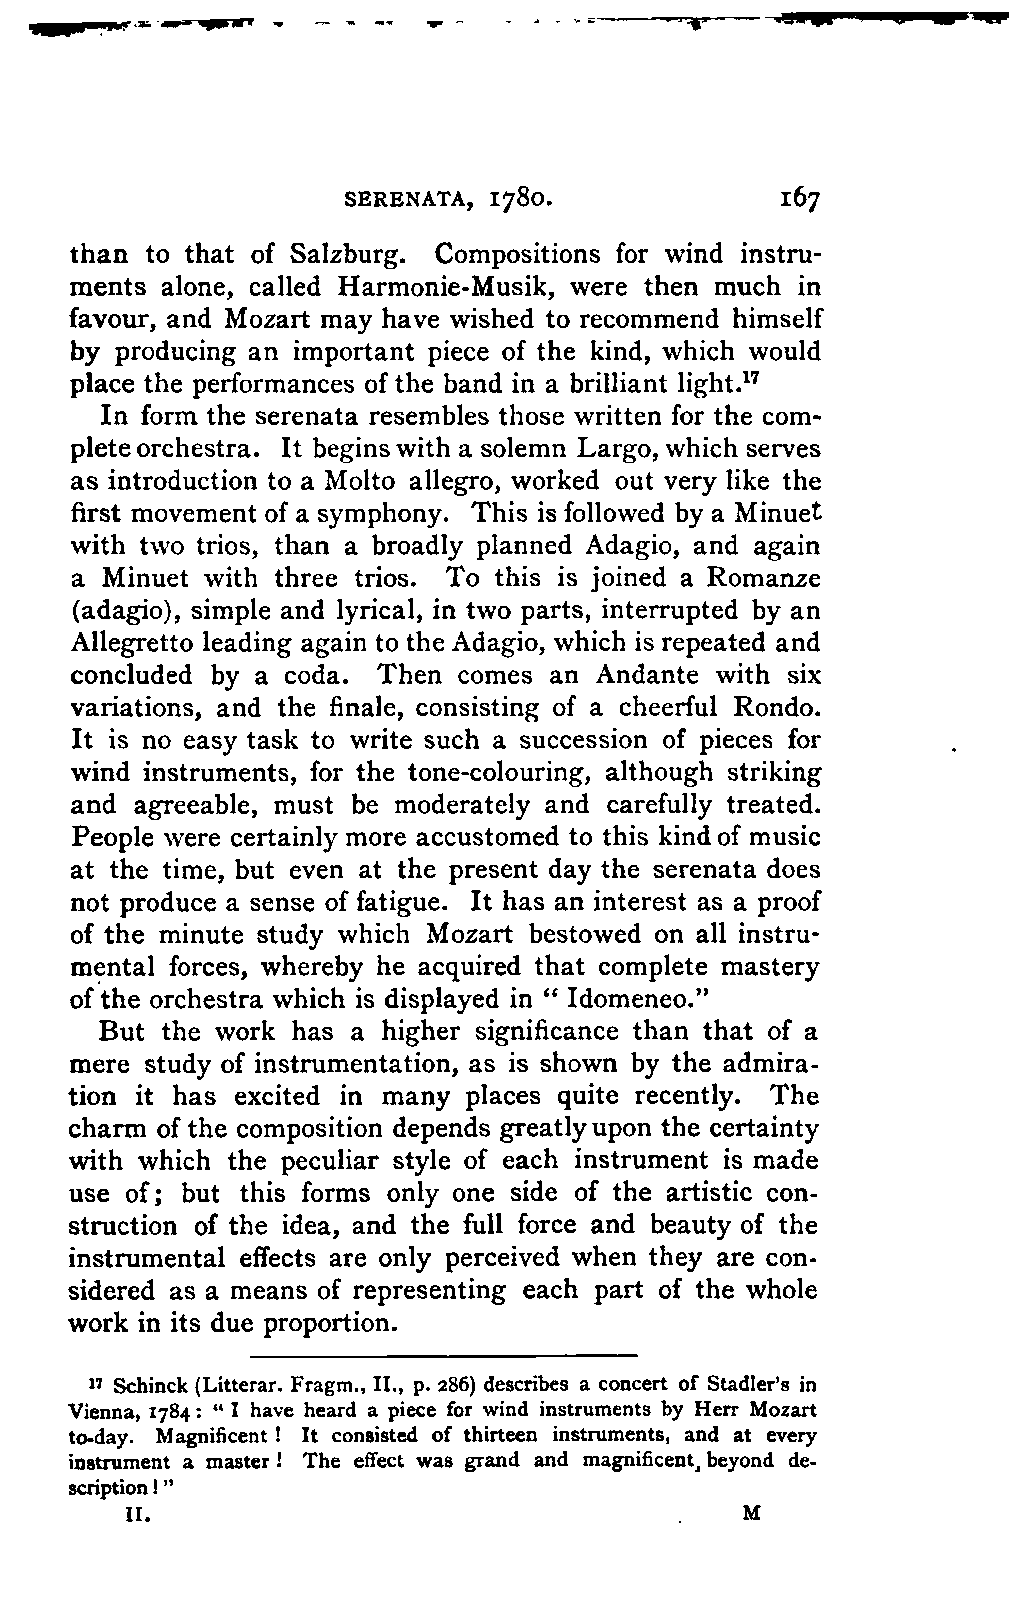 SERENATA, 1780. 167
than to that of Salzburg. Compositions for wind instru-
ments alone, called Harmonie-Musik, were then much in
favour, and Mozart may have wished to recommend himself
by producing an important piece of the kind, which would
place the performances of the band in a brilliant light.¹⁷
In form the serenata resembles those written for the com-
plete orchestra. It begins with a solemn Largo, which serves
as introduction to a Molto allegro, worked out very like the
first movement of a symphony. This is followed by a Minuet
with two trios, than a broadly planned Adagio, and again
a Minuet with three trios. To this is joined a Romanze
(adagio), simple and lyrical, in two parts, interrupted by an
Allegretto leading again to the Adagio, which is repeated and
concluded by a coda. Then comes an Andante with six
variations, and the finale, consisting of a cheerful Rondo.
It is no easy task to write such a succession of pieces for
wind instruments, for the tone-colouring, although striking
and agreeable, must be moderately and carefully treated.
People were certainly more accustomed to this kind of music
at the time, but even at the present day the serenata does
not produce a sense of fatigue. It has an interest as a proof
of the minute study which Mozart bestowed on all instru-
mental forces, whereby he acquired that complete mastery
of the orchestra which is displayed in “ Idomeneo.”
But the work has a higher significance than that of a
mere study of instrumentation, as is shown by the admira-
tion it has excited in many places quite recently. The
charm of the composition depends greatly upon the certainty
with which the peculiar style of each instrument is made
use of; but this forms only one side of the artistic con-
struction of the idea, and the full force and beauty of the
instrumental effects are only perceived when they are con-
sidered as a means of representing each part of the whole
work in its due proportion.
¹⁷ Schinck (Litterar. Fragm., II., p. 286) describes a concert of Stadler's in
Vienna, 1784: “ I have heard a piece for wind instruments by Herr Mozart
to-day. Magnificent ! It consisted of thirteen instruments, and at every
instrument a master ! The effect was grand and magnificent, beyond de-
scription ! ”
II. M